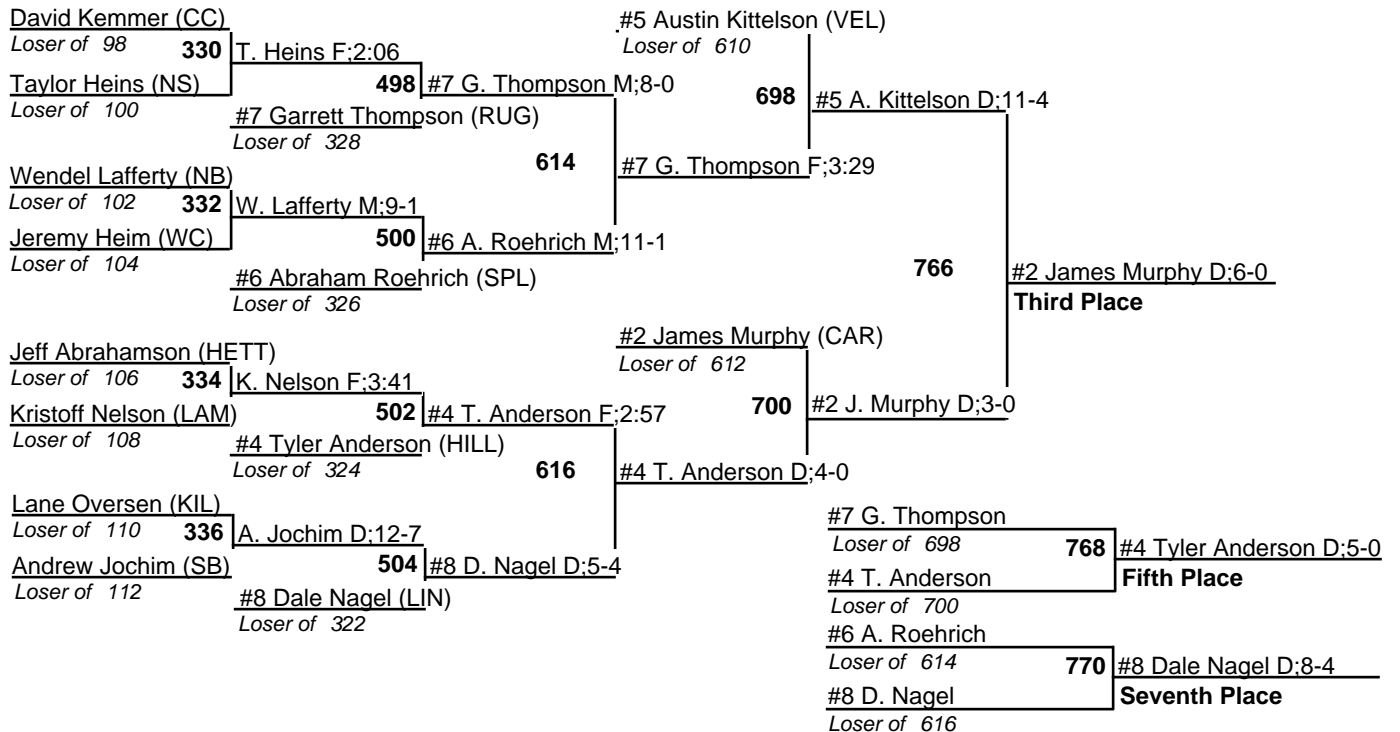 David Kemmer (CC)
Loser of 98
330
T. Heins F;2:06
Taylor Heins (NS)
Loser of 100
498
#7 G. Thompson M;8-0
#7 Garrett Thompson (RUG)
Loser of 328
614
#7 G. Thompson F;3:29
Wendel Lafferty (NB)
Loser of 102
332
W. Lafferty M;9-1
Jeremy Heim (WC)
Loser of 104
500
#6 A. Roehrich M;11-1
#6 Abraham Roehrich (SPL)
Loser of 326
Jeff Abrahamson (HETT)
Loser of 106
334
K. Nelson F;3:41
Kristoff Nelson (LAM)
Loser of 108
502
#4 T. Anderson F;2:57
#4 Tyler Anderson (HILL)
Loser of 324
616
#4 T. Anderson D;4-0
Lane Oversen (KIL)
Loser of 110
336
A. Jochim D;12-7
Andrew Jochim (SB)
Loser of 112
504
#8 D. Nagel D;5-4
#8 Dale Nagel (LIN)
Loser of 322
#5 Austin Kittelson (VEL)
Loser of 610
698
#5 A. Kittelson D;11-4
#2 James Murphy (CAR)
Loser of 612
700
#2 J. Murphy D;3-0
766
#2 James Murphy D;6-0
Third Place
#7 G. Thompson
Loser of 698
768
#4 Tyler Anderson D;5-0
#4 T. Anderson
Fifth Place
Loser of 700
#6 A. Roehrich
Loser of 614
770
#8 Dale Nagel D;8-4
#8 D. Nagel
Seventh Place
Loser of 616